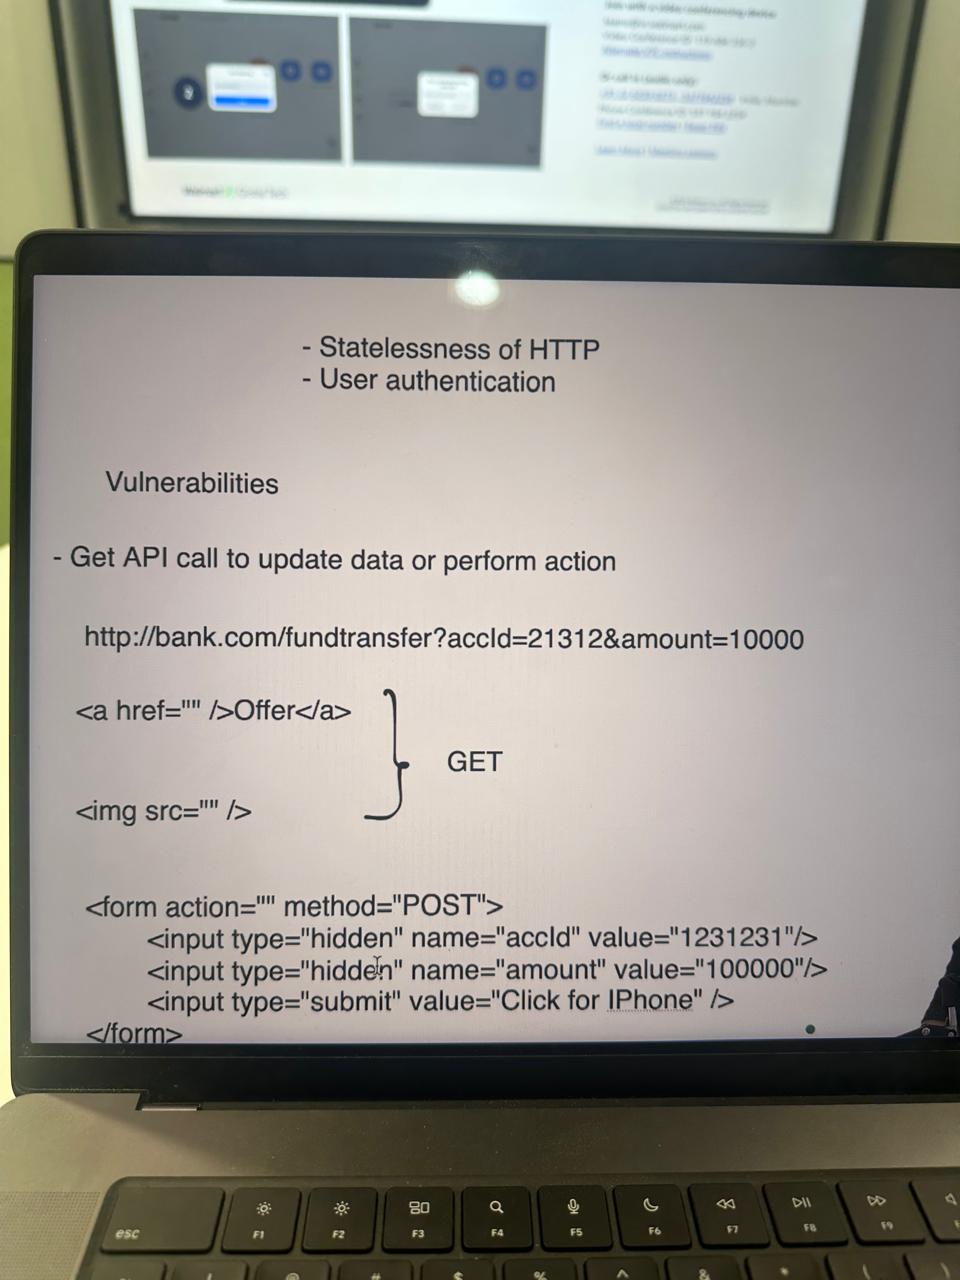 - Statelessness of HTTP
- User authentication
Vulnerabilities
- Get API call to update data or perform action
http://bank.com/fundtransfer?accId=21312&amount=10000
<a href="" />Offer</a>
GET
<img src="" />
<form action="" method="POST">
<input type="hidden" name="accId" value="1231231"/>
<input type="hidden" name="amount" value="100000"/>
<input type="submit" value="Click for IPhone" />
</form>
esc
F1
F2
F3
F4
F5
F6
F7
F8
F9